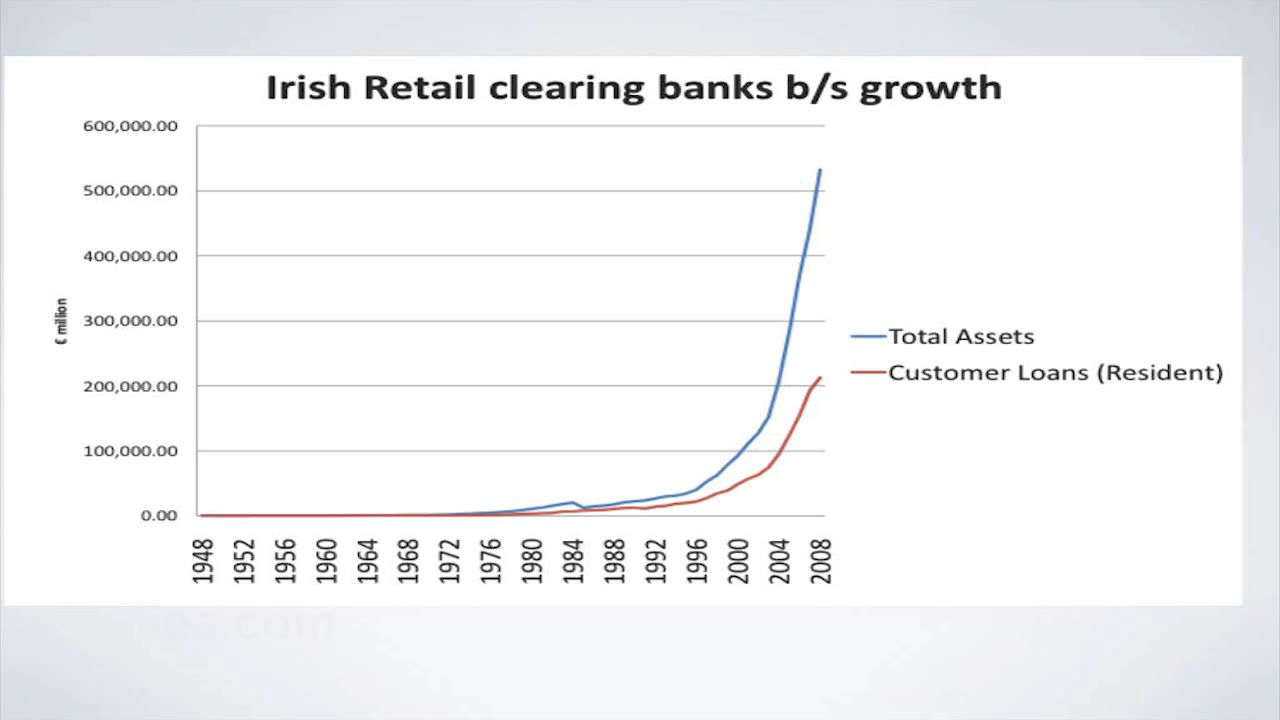 Irish Retail clearing banks b/s growth
600,000.00
500,000.00
400,000.00
300,000.00
200,000.00
100,000.00
0.00
€ million
1948 1952 1956 1960 1964 1968 1972 1976 1980 1984 1988 1992 1996 2000 2004 2008
Total Assets
Customer Loans (Resident)